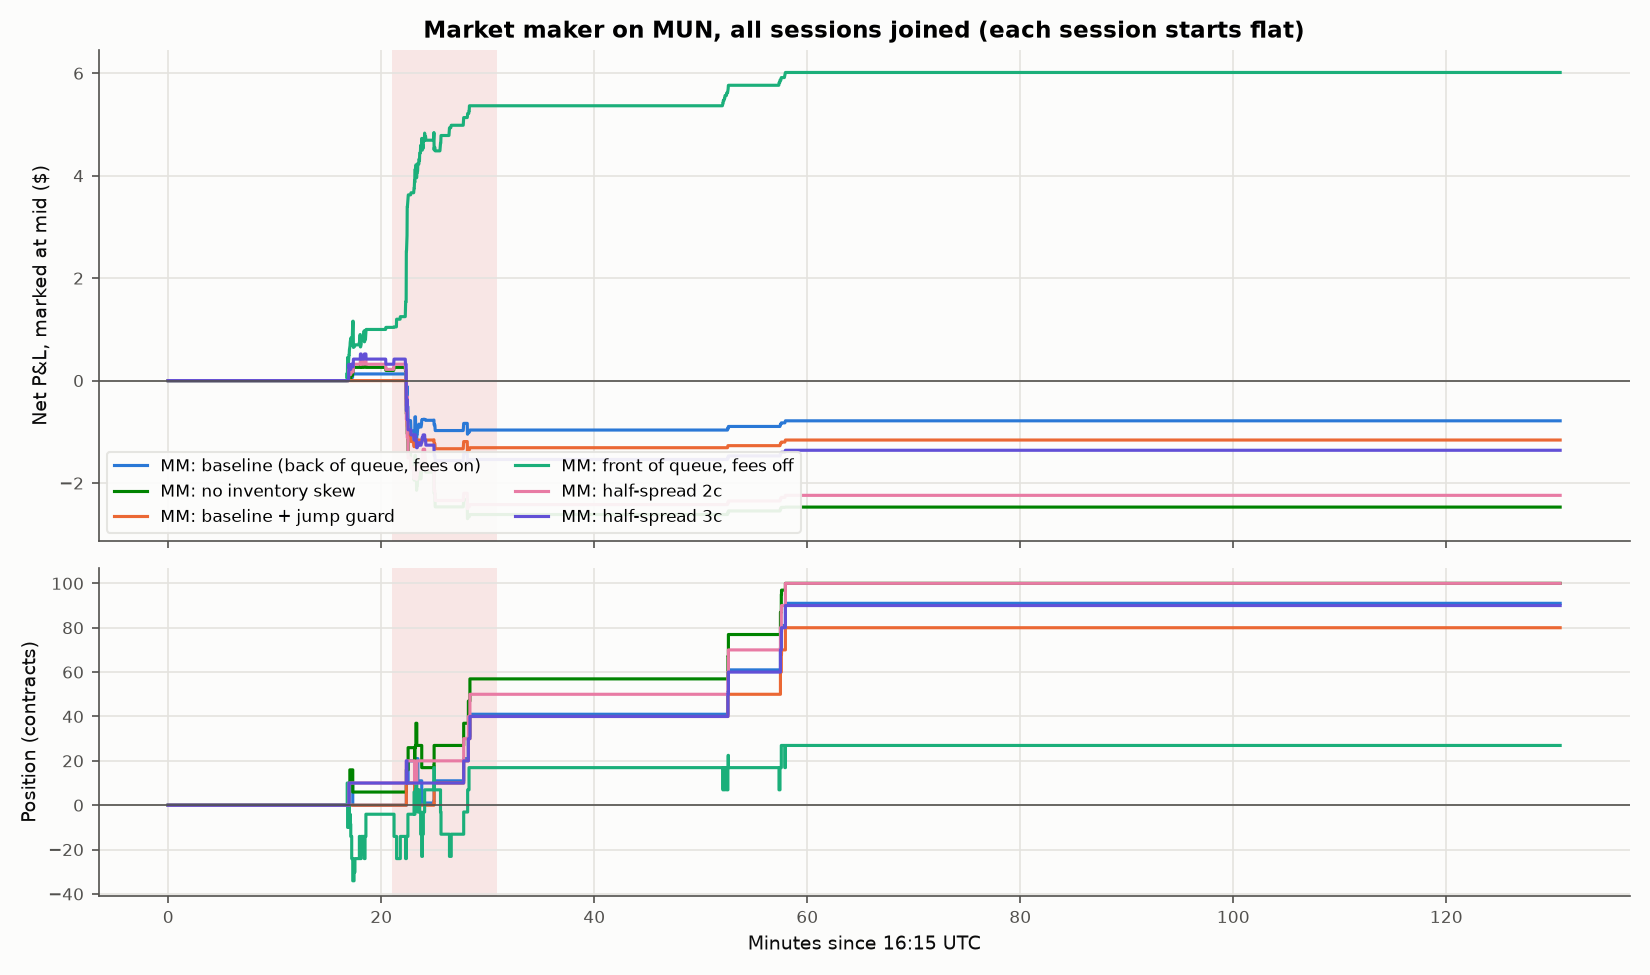 Market maker on MUN, all sessions joined (each session starts flat)
Net P&L, marked at mid ($)
6
4
2
0
−2
MM: baseline (back of queue, fees on)
MM: no inventory skew
MM: baseline + jump guard
MM: front of queue, fees off
MM: half-spread 2c
MM: half-spread 3c
Position (contracts)
100
80
60
40
20
0
−20
−40
0
20
40
60
80
100
120
Minutes since 16:15 UTC